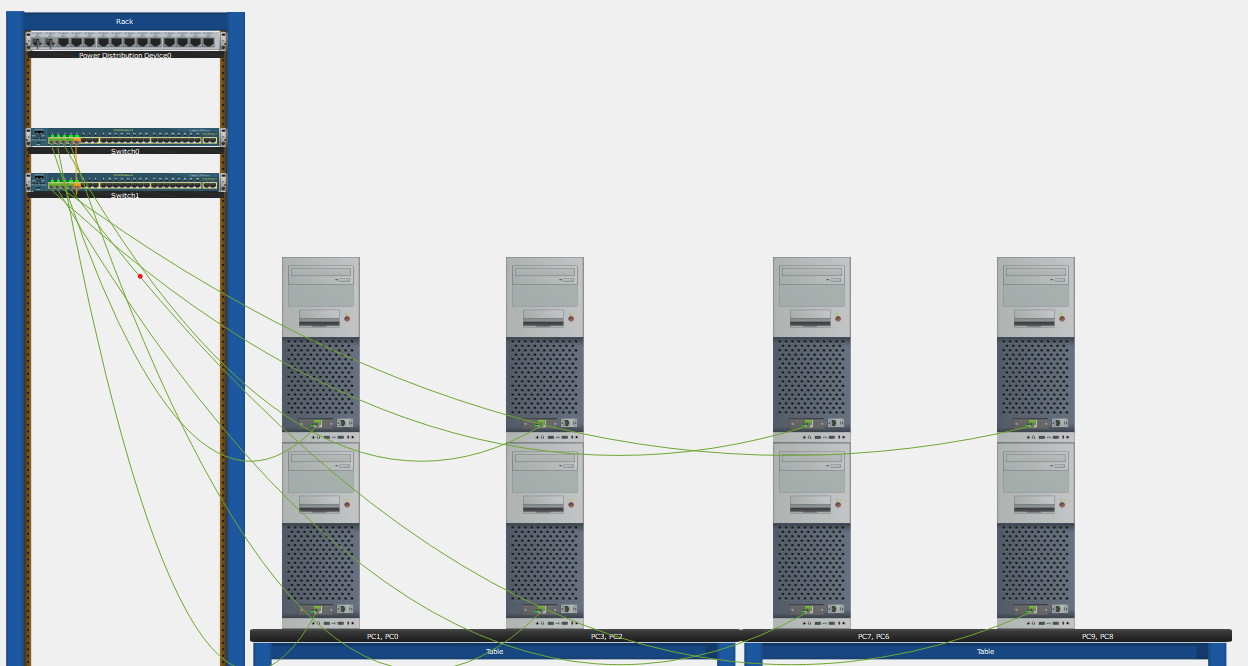 Rack
Power Distribution Device0
Switch0
Switch1
PC1, PC0
PC3, PC2
PC7, PC6
PC9, PC8
Table
Table